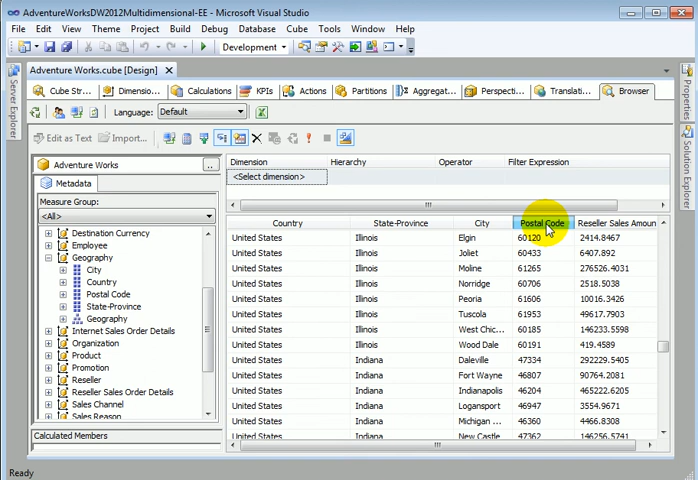 AdventureWorksDW2012Multidimensional-EE - Microsoft Visual Studio
File Edit View Theme Project Build Debug Database Cube Tools Window Help
Development
Adventure Works.cube [Design]
Cube Str... Dimensio... Calculations KPIs Actions Partitions Aggregat... Perspecti... Translati... Browser
Language: Default
Edit as Text Import...
Server Explorer
Properties
Solution Explorer
Adventure Works ..
Metadata
Measure Group:
<All>
Destination Currency
Employee
Geography
City
Country
Postal Code
State-Province
Geography
Internet Sales Order Details
Organization
Product
Promotion
Reseller
Reseller Sales Order Details
Sales Channel
Sales Reason
Calculated Members
Dimension Hierarchy Operator Filter Expression
<Select dimension>
Country State-Province City Postal Code Reseller Sales Amoun
United States Illinois Elgin 60120 2414.8467
United States Illinois Joliet 60433 6407.892
United States Illinois Moline 61265 276526.4031
United States Illinois Norridge 60706 2518.5038
United States Illinois Peoria 61606 10016.3426
United States Illinois Tuscola 61953 49617.7903
United States Illinois West Chic... 60185 146233.5598
United States Illinois Wood Dale 60191 419.4589
United States Indiana Daleville 47334 292229.5405
United States Indiana Fort Wayne 46807 90764.2081
United States Indiana Indianapolis 46204 465222.6205
United States Indiana Logansport 46947 3554.9671
United States Indiana Michigan ... 46360 4466.8308
United States Indiana New Castle 47362 146256.5741
Ready